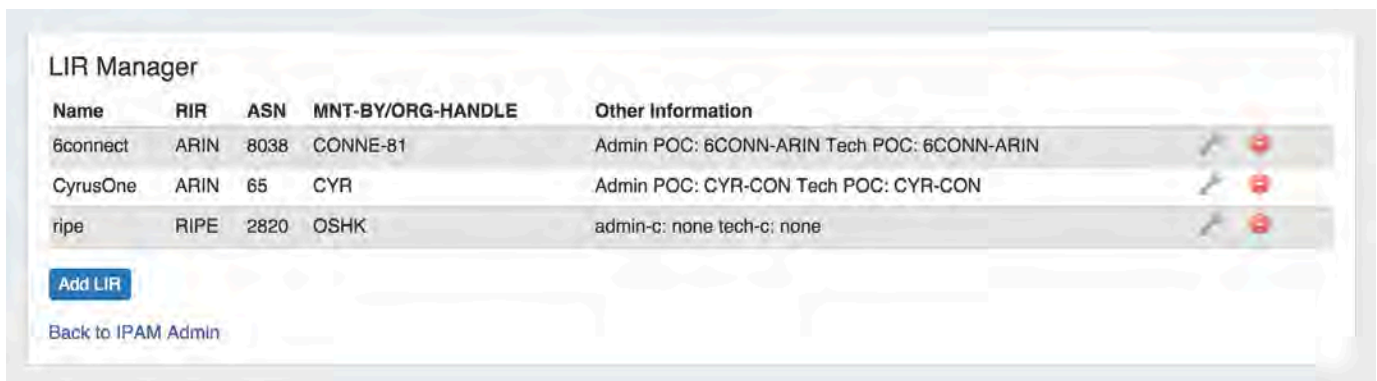 LIR Manager
Name RIR ASN MNT-BY/ORG-HANDLE Other Information
6connect ARIN 8038 CONNE-81 Admin POC: 6CONN-ARIN Tech POC: 6CONN-ARIN
CyrusOne ARIN 65 CYR Admin POC: CYR-CON Tech POC: CYR-CON
ripe RIPE 2820 OSHK admin-c: none tech-c: none
Add LIR
Back to IPAM Admin